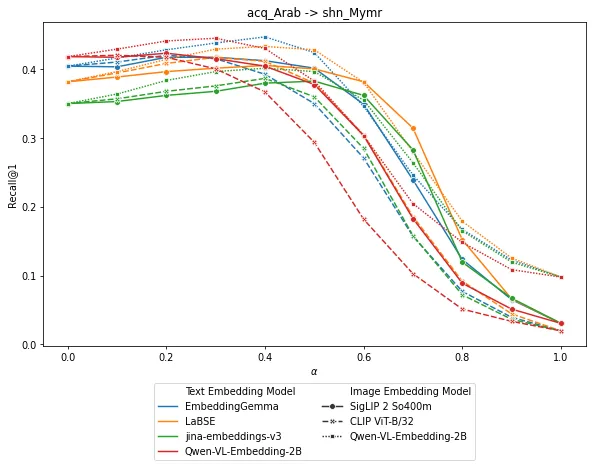 acq_Arab -> shn_Mymr
Recall@1
0.4
0.3
0.2
0.1
0.0
0.0 0.2 0.4 0.6 0.8 1.0
α
Text Embedding Model
EmbeddingGemma
LaBSE
jina-embeddings-v3
Qwen-VL-Embedding-2B
Image Embedding Model
SigLIP 2 So400m
CLIP ViT-B/32
Qwen-VL-Embedding-2B